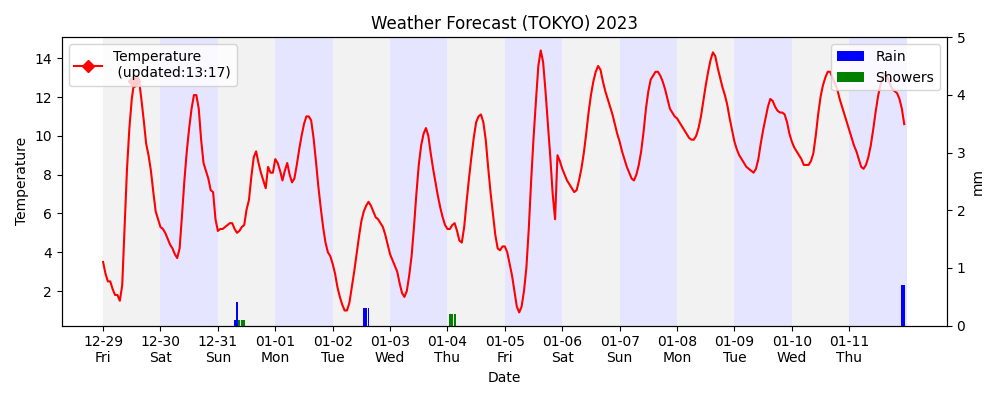 Weather Forecast (TOKYO) 2023
Temperature
(updated:13:17)
Rain
Showers
Temperature
14
12
10
8
6
4
2
5
4
3
2
1
0
mm
12-29 12-30 12-31 01-01 01-02 01-03 01-04 01-05 01-06 01-07 01-08 01-09 01-10 01-11
Fri Sat Sun Mon Tue Wed Thu Fri Sat Sun Mon Tue Wed Thu
Date